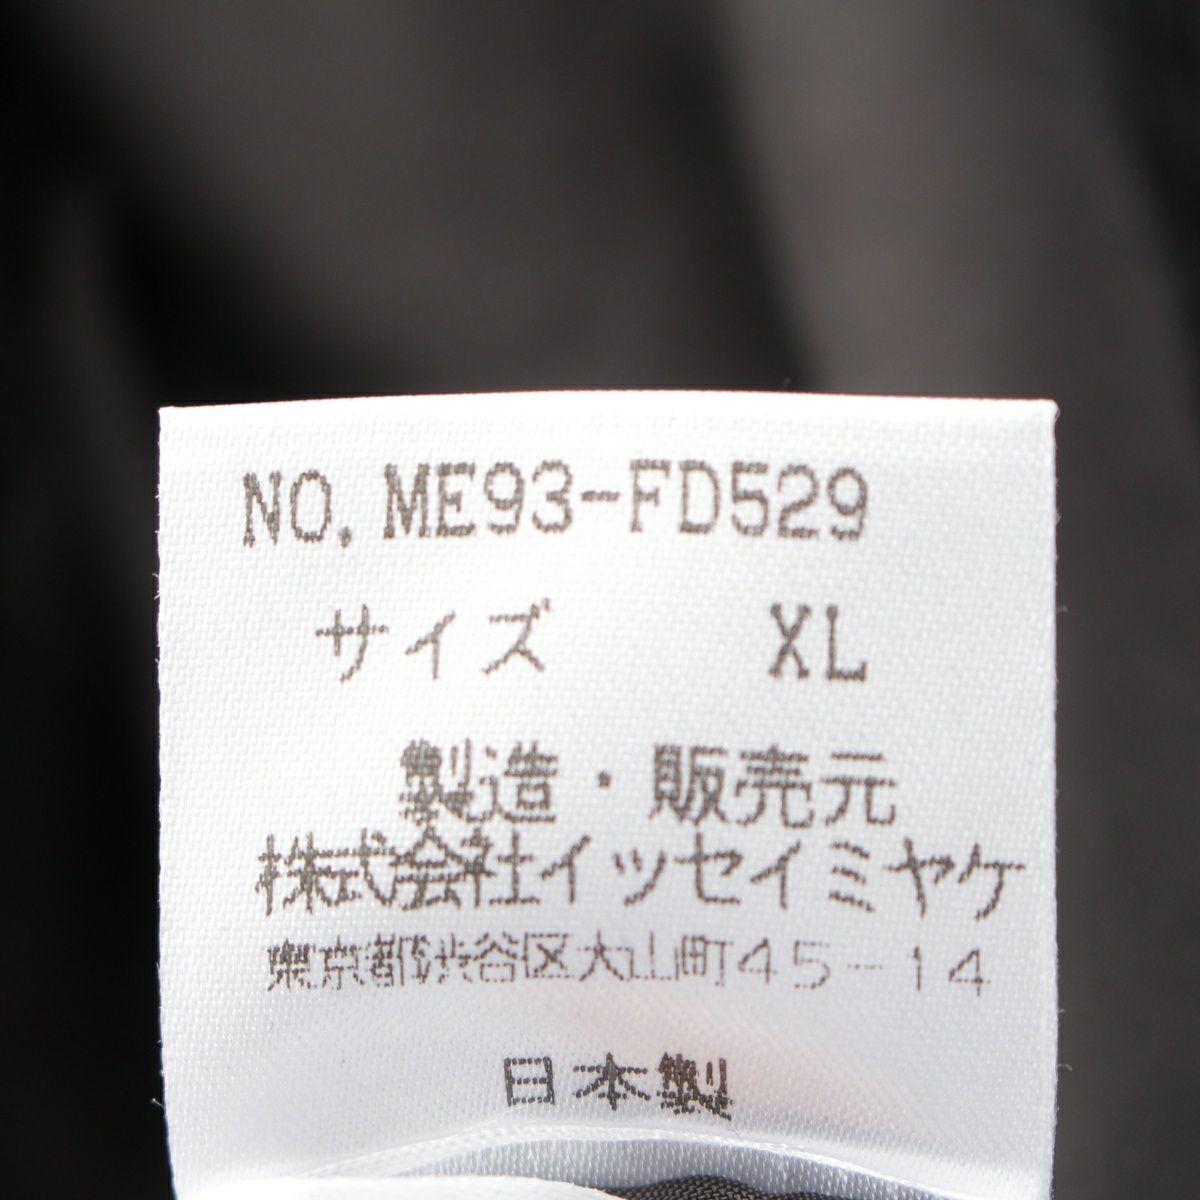 NO. ME93-FD529
サイズ XL
製造・販売元
株式会社イッセイミヤケ
東京都渋谷区大山町45-14
日本製